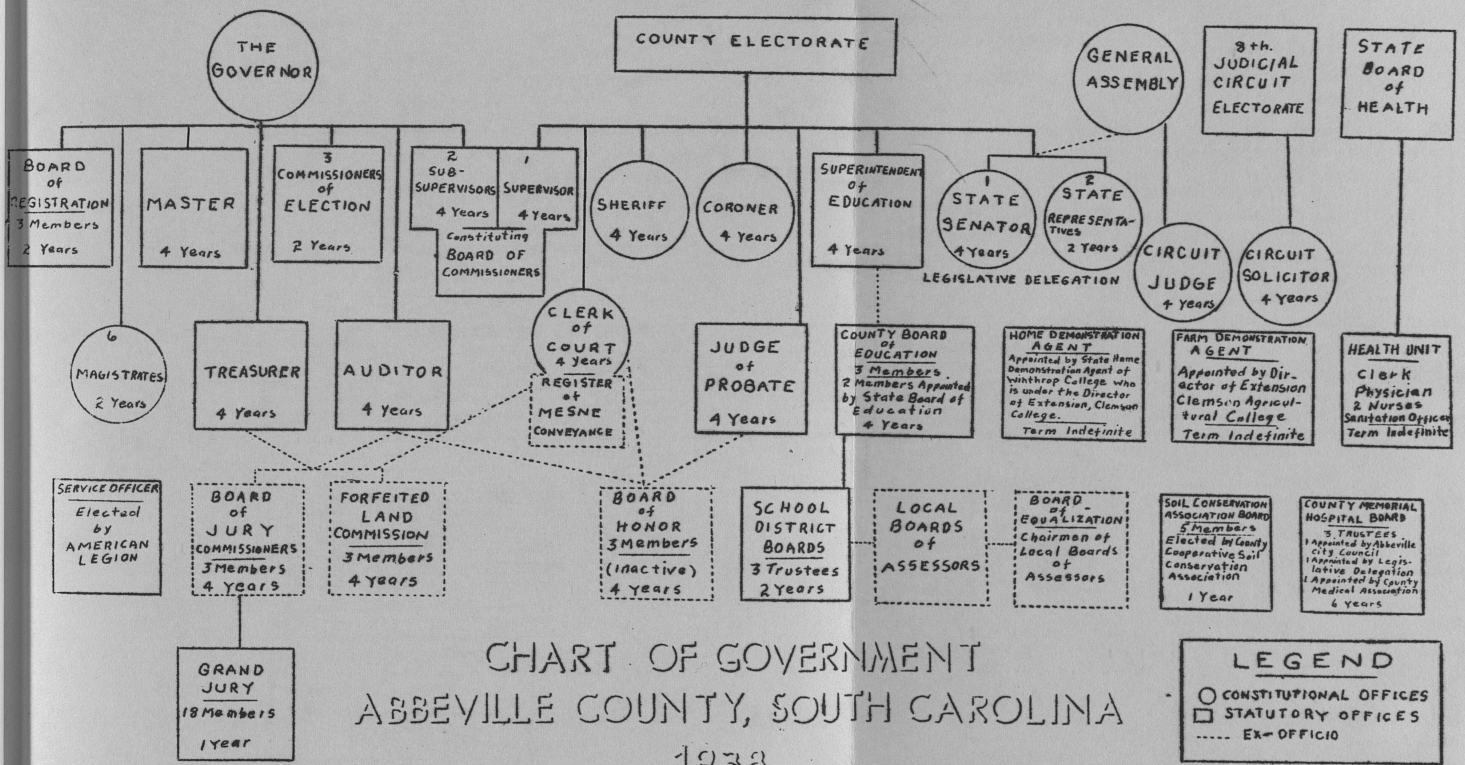 THE
GOVERNOR
COUNTY ELECTORATE
GENERAL
ASSEMBLY
8th.
JUDICIAL
CIRCUIT
ELECTORATE
STATE
BOARD
of
HEALTH
BOARD
of
REGISTRATION
3 Members
2 Years
MASTER
4 Years
3
COMMISSIONERS
of
ELECTION
2 Years
2
SUB-
SUPERVISORS
4 Years
1
SUPERVISOR
4 Years
Constituting
BOARD OF
COMMISSIONERS
SHERIFF
4 Years
CORONER
4 Years
SUPERINTENDENT
of
EDUCATION
4 Years
1
STATE
SENATOR
4 Years
2
STATE
REPRESENTA-
TIVES
2 Years
LEGISLATIVE DELEGATION
CIRCUIT
JUDGE
4 Years
CIRCUIT
SOLICITOR
4 Years
6
MAGISTRATES
2 Years
TREASURER
4 Years
AUDITOR
4 Years
CLERK
of
COURT
4 Years
REGISTER
of
MESNE
CONVEYANCE
JUDGE
of
PROBATE
4 Years
COUNTY BOARD
of
EDUCATION
3 Members
2 Members Appointed
by State Board of
Education
4 Years
HOME DEMONSTRATION
AGENT
Appointed by State Home
Demonstration Agent of
Winthrop College who
is under the Director
of Extension, Clemson
College.
Term Indefinite
FARM DEMONSTRATION
AGENT
Appointed by Dir-
ector of Extension
Clemson Agricul-
tural College
Term Indefinite
HEALTH UNIT
Clerk
Physician
2 Nurses
Sanitation Officer
Term Indefinite
SERVICE OFFICER
Elected
by
AMERICAN
LEGION
BOARD
of
JURY
COMMISSIONERS
3 Members
4 Years
FORFEITED
LAND
COMMISSION
3 Members
4 Years
BOARD
of
HONOR
3 Members
(Inactive)
4 Years
SCHOOL
DISTRICT
BOARDS
3 Trustees
2 Years
LOCAL
BOARDS
of
ASSESSORS
BOARD
of
EQUALIZATION
Chairmen of
Local Boards
of
Assessors
SOIL CONSERVATION
ASSOCIATION BOARD
5 Members
Elected by County
Cooperative Soil
Conservation
Association
1 Year
COUNTY MEMORIAL
HOSPITAL BOARD
3 TRUSTEES
1 Appointed by Abbeville
City Council
1 Appointed by Legis-
lative Delegation
1 Appointed by County
Medical Association
6 Years
GRAND
JURY
18 Members
1 Year
CHART OF GOVERNMENT
ABBEVILLE COUNTY, SOUTH CAROLINA
1938
LEGEND
CONSTITUTIONAL OFFICES
STATUTORY OFFICES
EX-OFFICIO